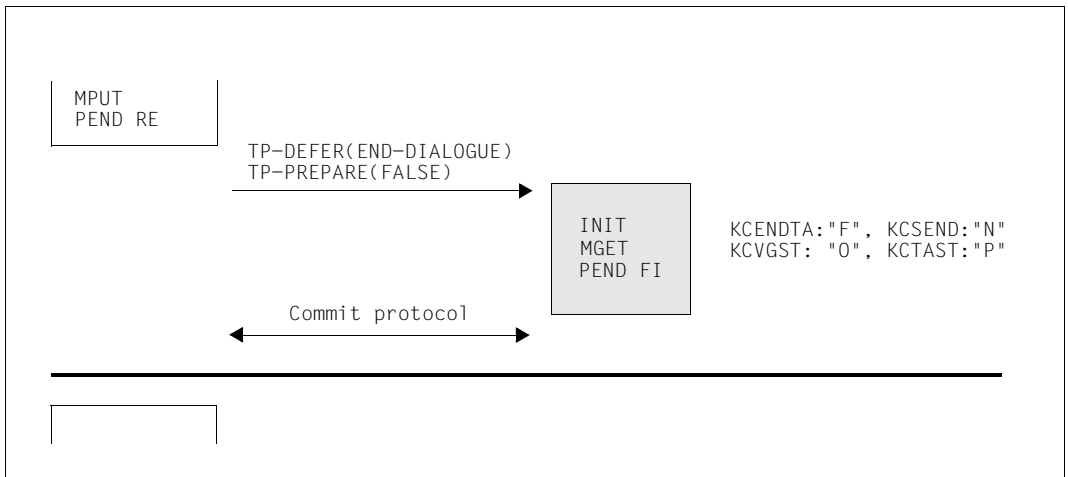 MPUT
PEND RE
TP-DEFER(END-DIALOGUE)
TP-PREPARE(FALSE)
INIT
MGET
PEND FI
KCENDTA:"F", KCSEND:"N"
KCVGST: "O", KCTAST:"P"
Commit protocol